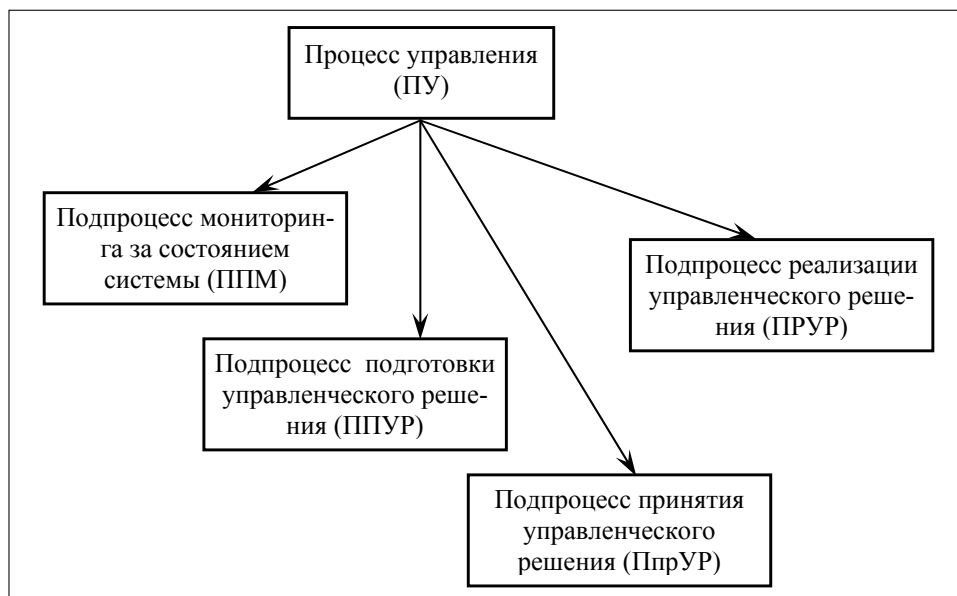 Процесс управления
(ПУ)
Подпроцесс мониторин-
га за состоянием
системы (ППМ)
Подпроцесс реализации
управленческого реше-
ния (ПРУР)
Подпроцесс подготовки
управленческого реше-
ния (ППУР)
Подпроцесс принятия
управленческого
решения (ПпрУР)